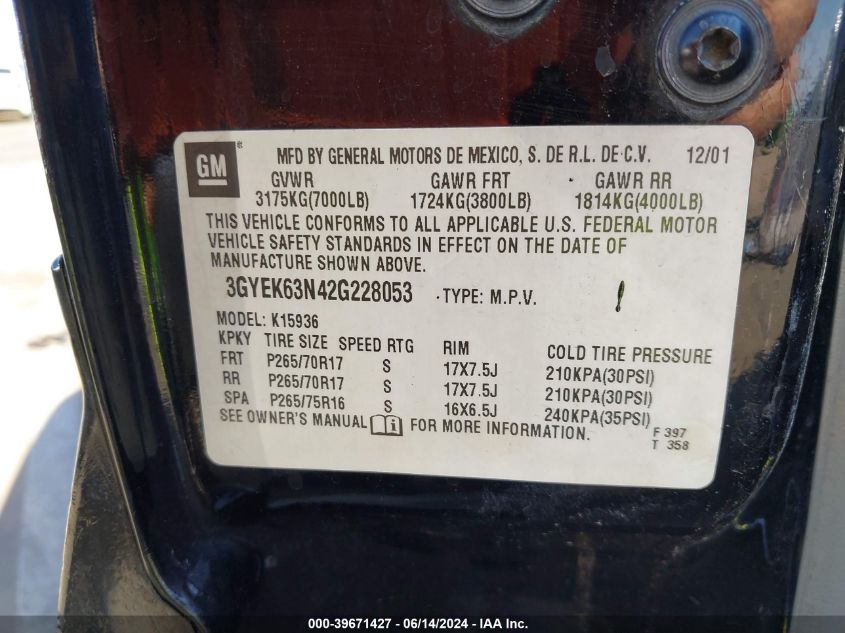 GM ® MFD BY GENERAL MOTORS DE MEXICO, S. DE R.L. DE C.V. 12/01
GVWR GAWR FRT GAWR RR
3175KG(7000LB) 1724KG(3800LB) 1814KG(4000LB)
THIS VEHICLE CONFORMS TO ALL APPLICABLE U.S. FEDERAL MOTOR
VEHICLE SAFETY STANDARDS IN EFFECT ON THE DATE OF
MANUFACTURE SHOWN ABOVE.
3GYEK63N42G228053 TYPE: M.P.V.
MODEL: K15936
KPKY TIRE SIZE SPEED RTG RIM COLD TIRE PRESSURE
FRT P265/70R17 S 17X7.5J 210KPA(30PSI)
RR P265/70R17 S 17X7.5J 210KPA(30PSI)
SPA P265/75R16 S 16X6.5J 240KPA(35PSI)
SEE OWNER'S MANUAL i FOR MORE INFORMATION.
F 397
T 358
000-39671427 - 06/14/2024 - IAA Inc.